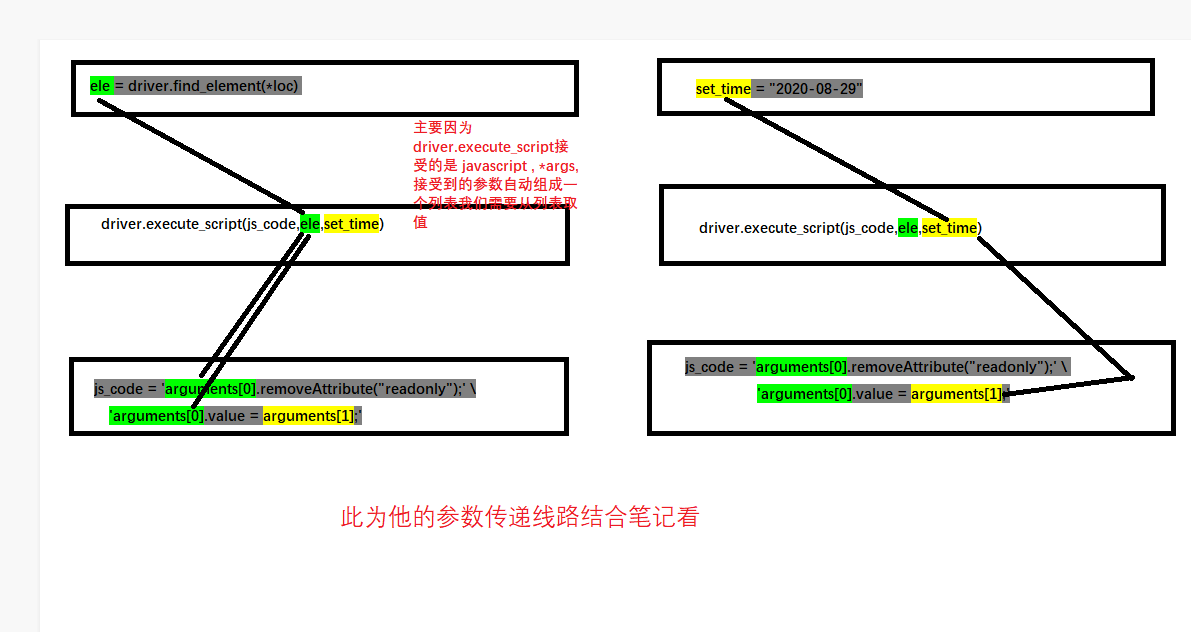 ele = driver.find_element(*loc)
主要因为
driver.execute_script接
受的是 javascript , *args,
接受到的参数自动组成一
个列表我们需要从列表取
值
driver.execute_script(js_code,ele,set_time)
js_code = 'arguments[0].removeAttribute("readonly");' \
'arguments[0].value = arguments[1];'
set_time = "2020-08-29"
driver.execute_script(js_code,ele,set_time)
js_code = 'arguments[0].removeAttribute("readonly");' \
'arguments[0].value = arguments[1];'
此为他的参数传递线路结合笔记看